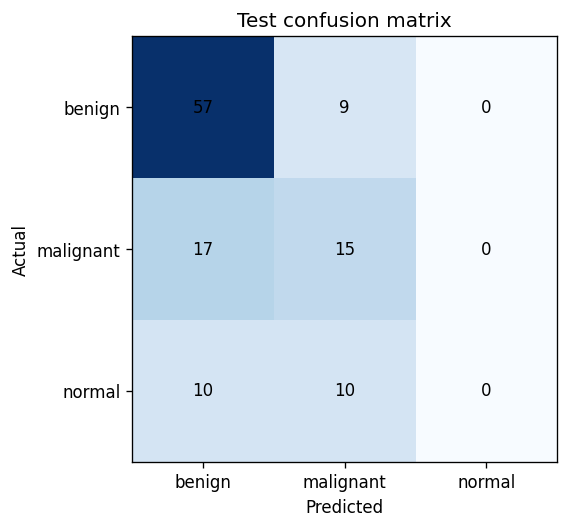 Test confusion matrix
Actual
benign 57 9 0
malignant 17 15 0
normal 10 10 0
benign malignant normal
Predicted